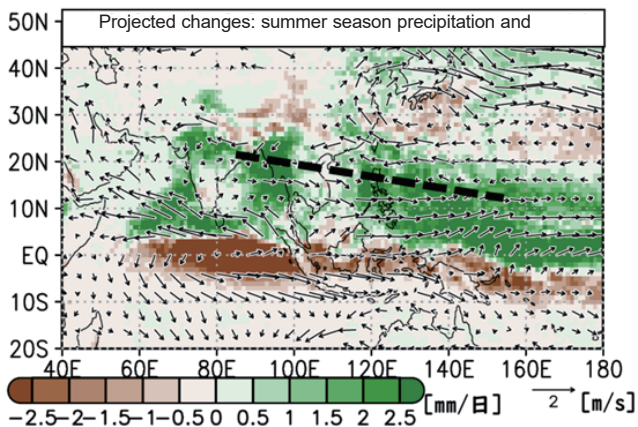 Projected changes: summer season precipitation and
50N
40N
30N
20N
10N
EQ
10S
20S
40E 60E 80E 100E 120E 140E 160E 180
−2.5−2−1.5−1−0.5 0 0.5 1 1.5 2 2.5 [mm/日] 2 [m/s]